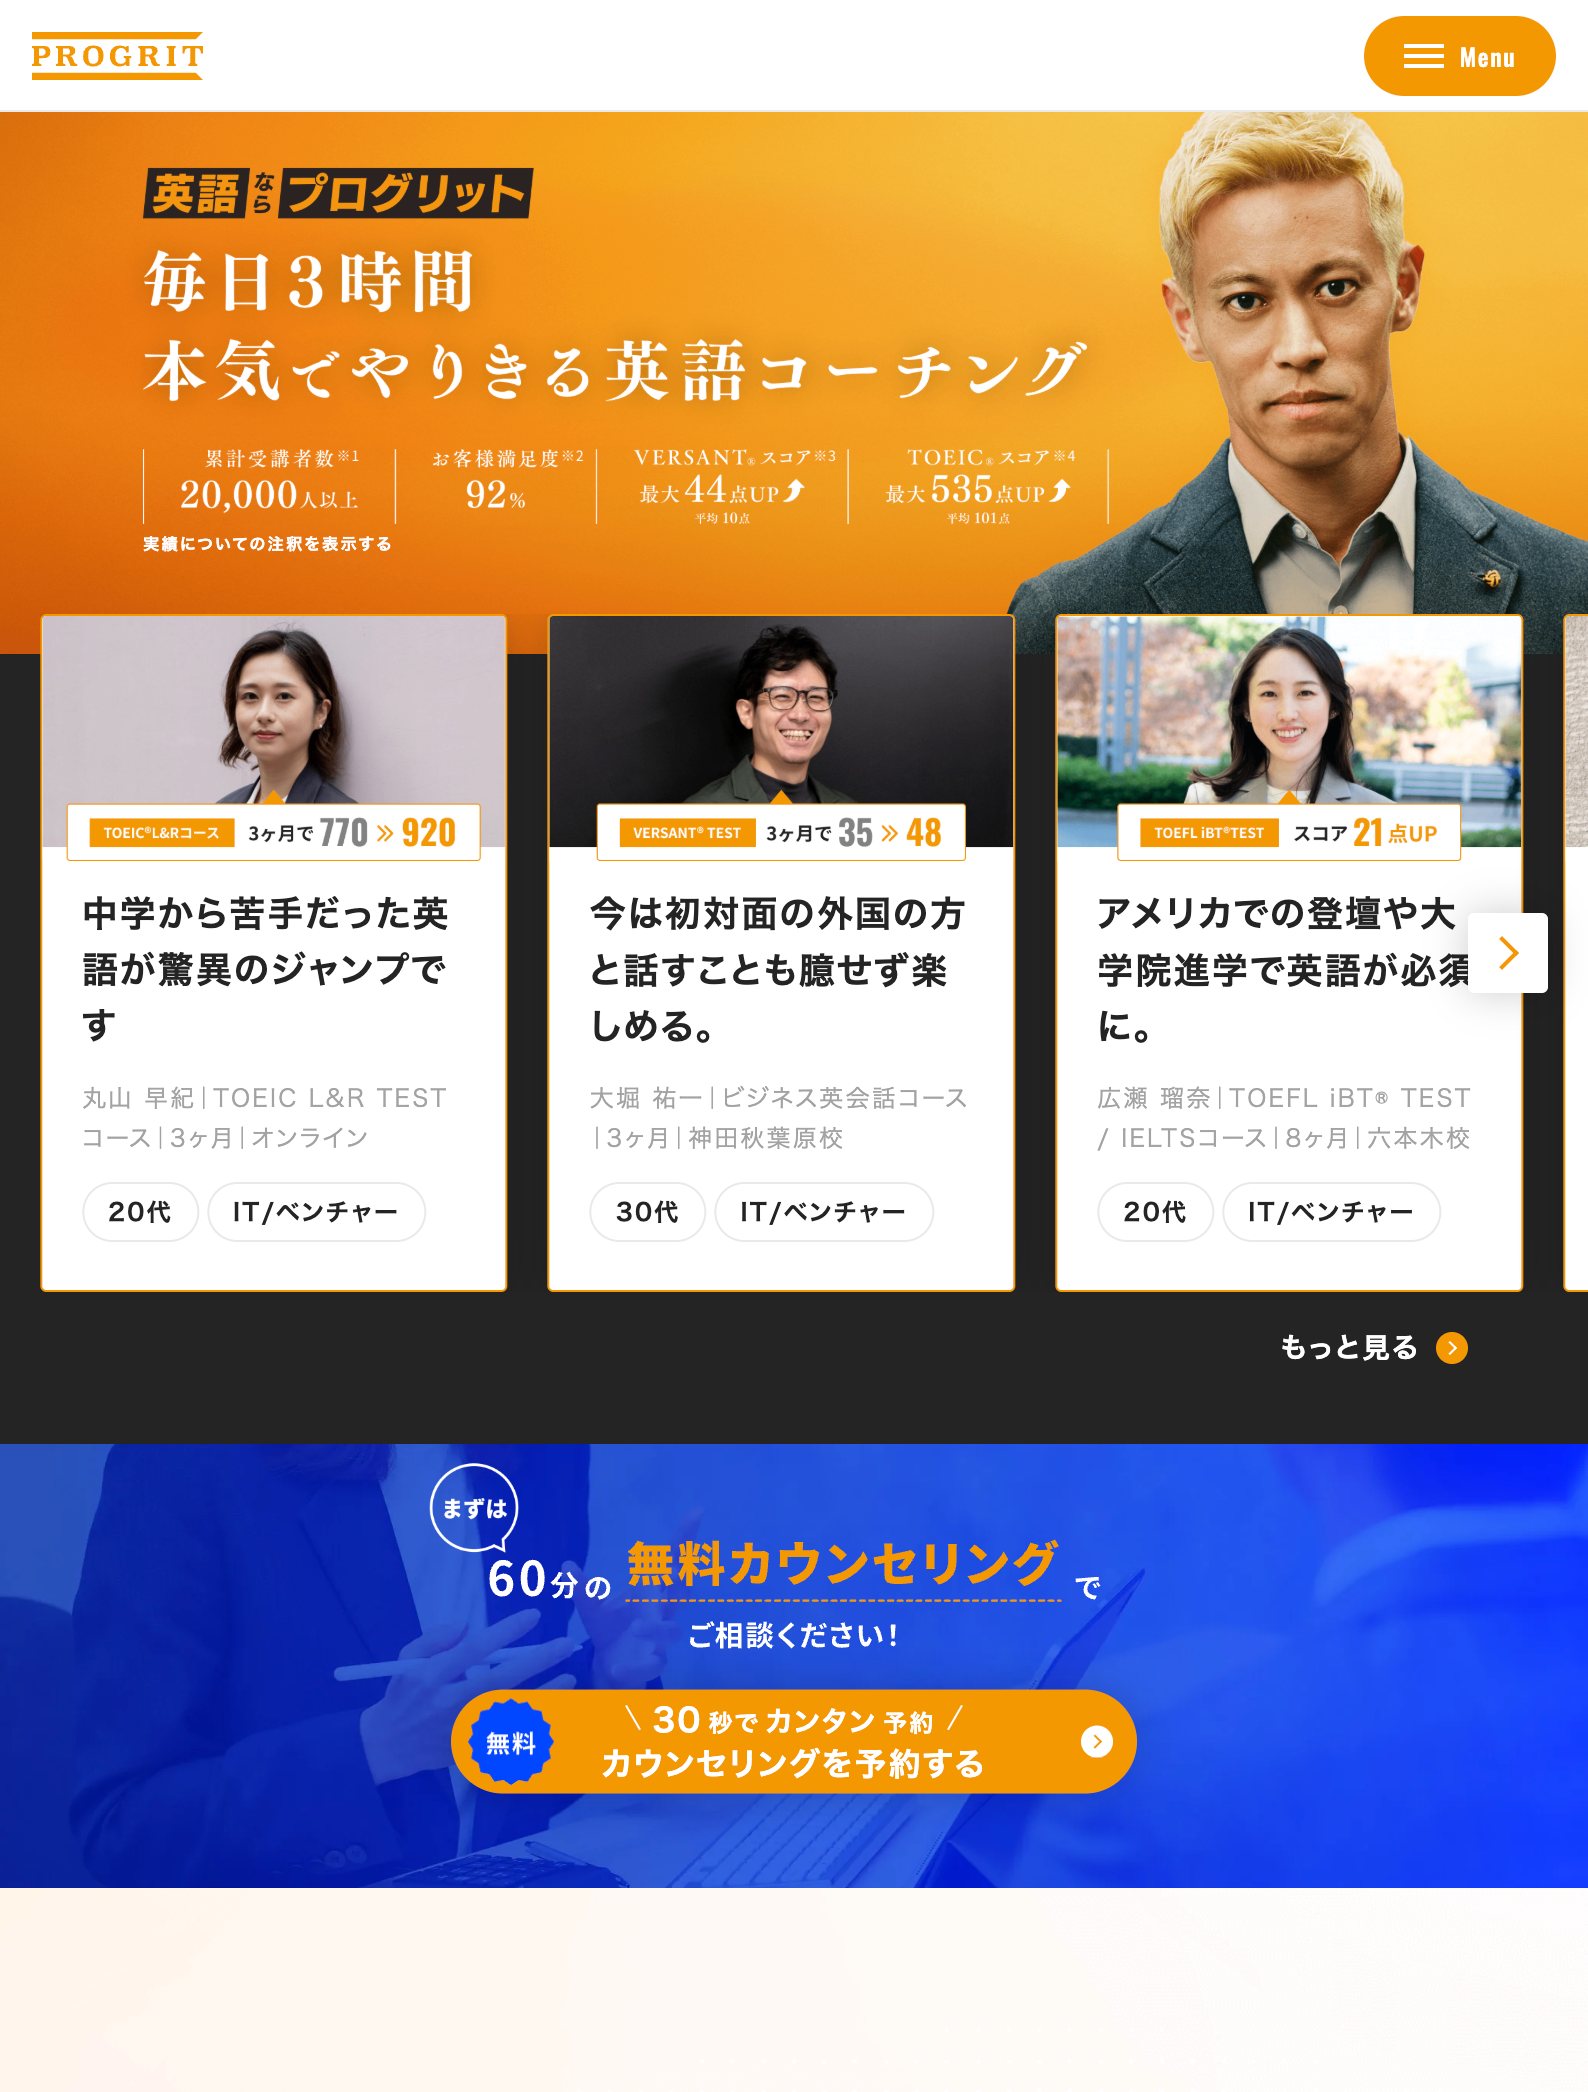 PROGRIT
Menu
英語ならプログリット
毎日3時間
本気でやりきる英語コーチング
累計受講者数※1
20,000人以上
お客様満足度※2
92%
VERSANT®スコア※3
最大44点UP
平均 10点
TOEIC®スコア※4
最大535点UP
平均 101点
実績についての注釈を表示する
TOEIC®L&Rコース 3ヶ月で 770 920
中学から苦手だった英
語が驚異のジャンプで
す
丸山 早紀|TOEIC L&R TEST
コース|3ヶ月|オンライン
20代 IT/ベンチャー
VERSANT® TEST 3ヶ月で 35 48
今は初対面の外国の方
と話すことも臆せず楽
しめる。
大堀 祐一|ビジネス英会話コース
|3ヶ月|神田秋葉原校
30代 IT/ベンチャー
TOEFL iBT®TEST スコア 21点UP
アメリカでの登壇や大
学院進学で英語が必須
に。
広瀬 瑠奈|TOEFL iBT® TEST
/ IELTSコース|8ヶ月|六本木校
20代 IT/ベンチャー
もっと見る
まずは
60分の 無料カウンセリング で
ご相談ください!
無料
\ 30秒でカンタン予約 /
カウンセリングを予約する